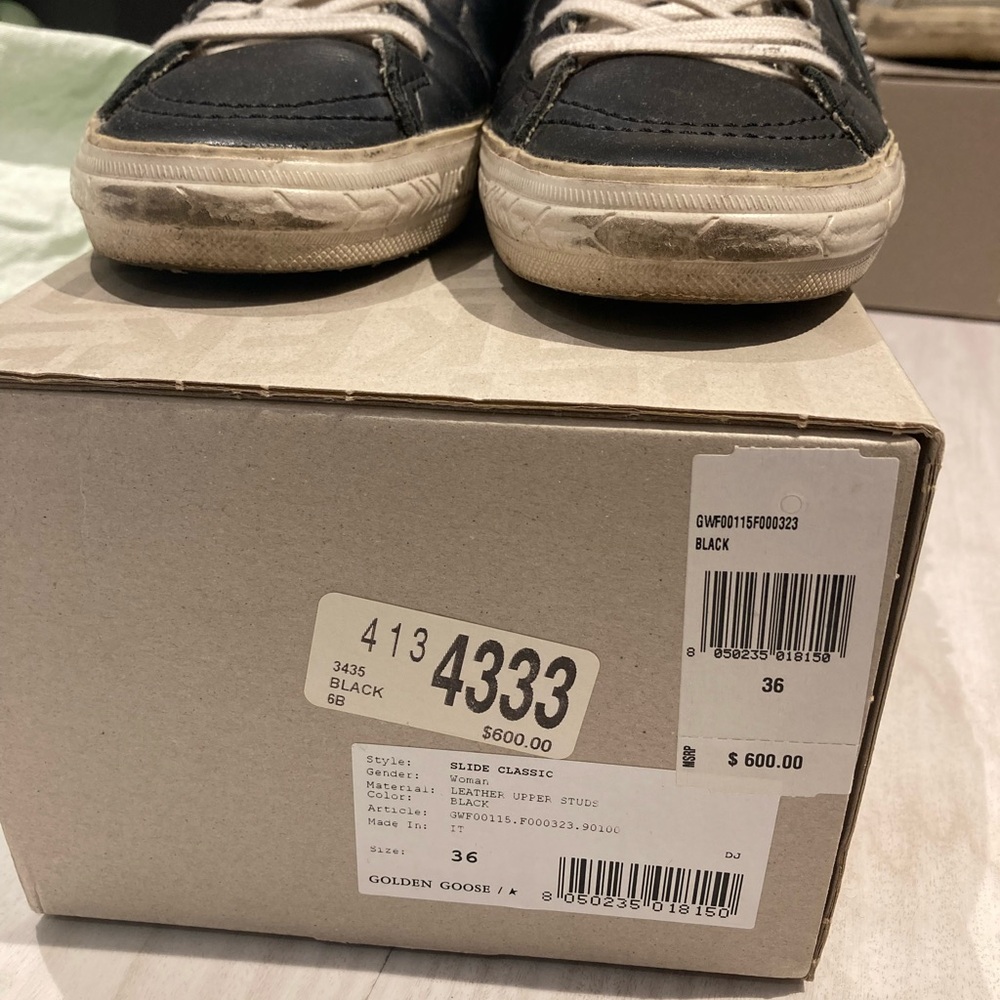 GWF00115F000323
BLACK
8 050235 018150
36
MSRP $ 600.00
413 4333
3435
BLACK
6B
$600.00
Style: SLIDE CLASSIC
Gender: Woman
Material: LEATHER UPPER STUDS
Color: BLACK
Article: GWF00115.F000323.90100
Made In: IT
Size: 36
DJ
GOLDEN GOOSE /
8 050235 018150